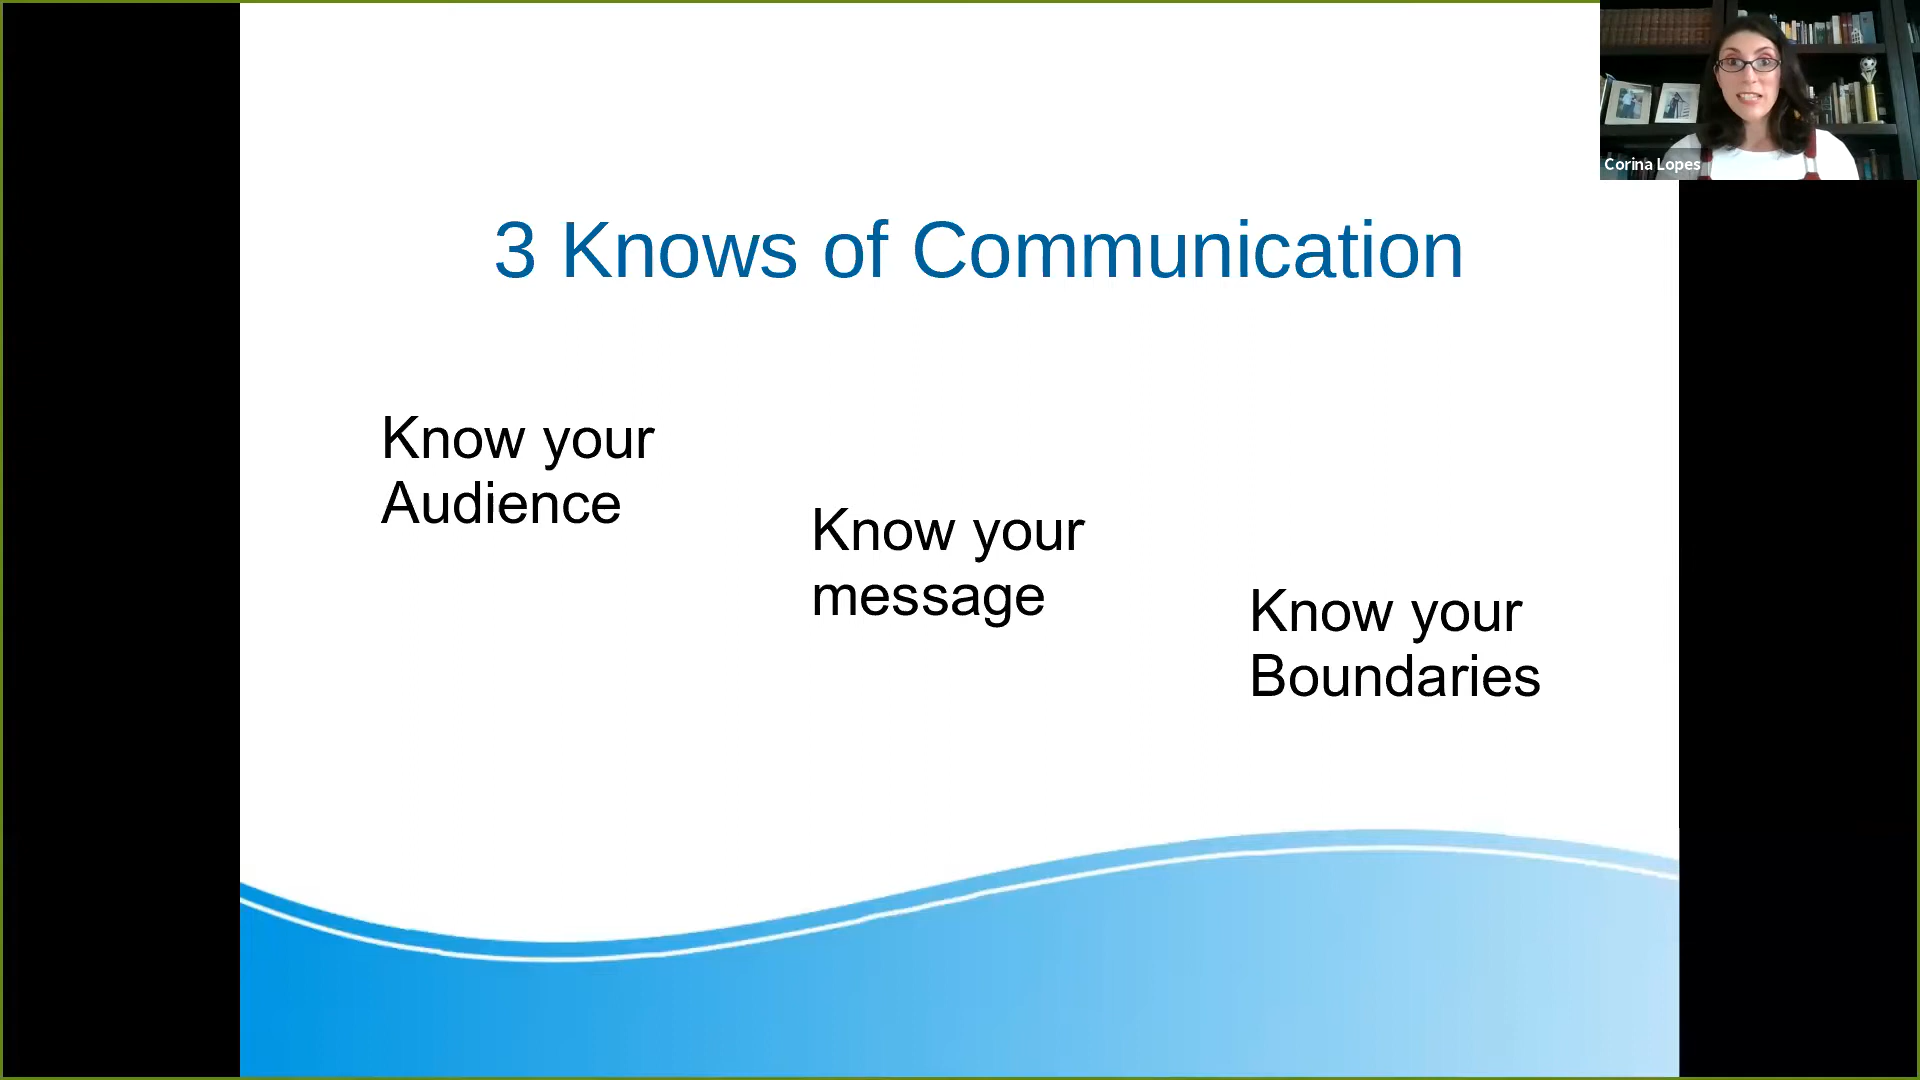 Corina Lopes
3 Knows of Communication
Know your
Audience
Know your
message
Know your
Boundaries